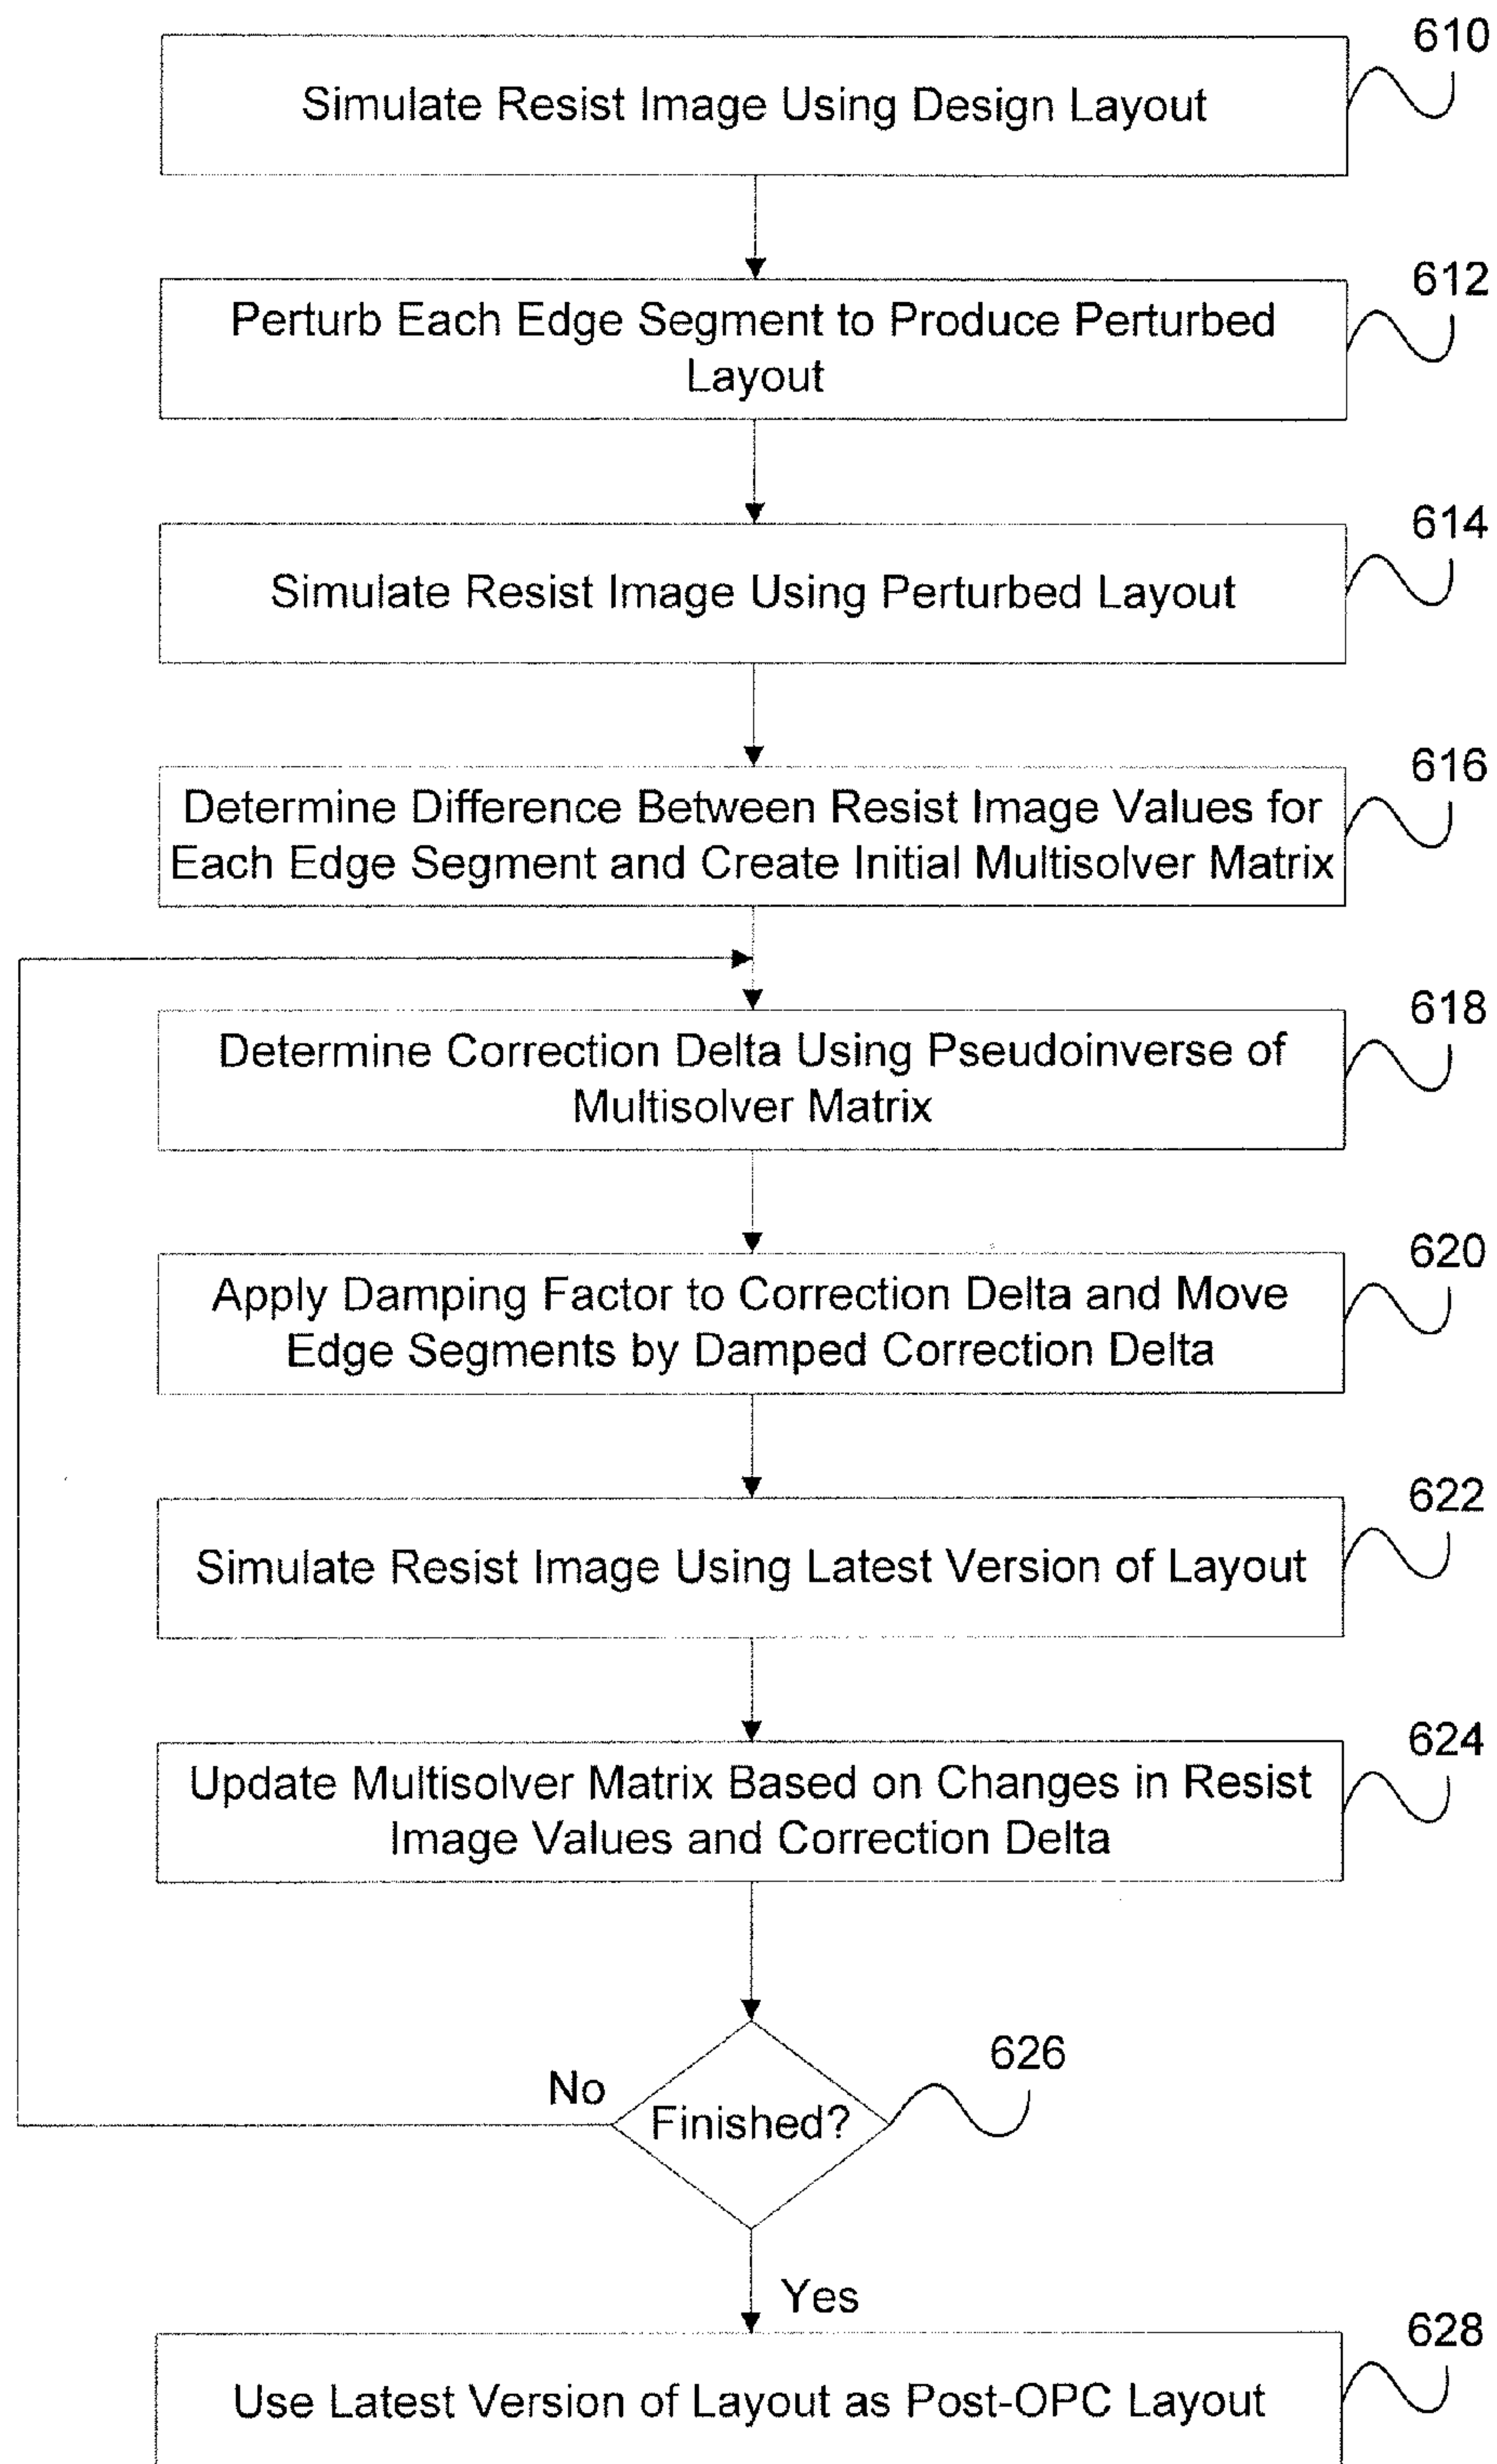 610
Simulate Resist Image Using Design Layout
612
Perturb Each Edge Segment to Produce Perturbed
Layout
614
Simulate Resist Image Using Perturbed Layout
616
Determine Difference Between Resist Image Values for
Each Edge Segment and Create Initial Multisolver Matrix
618
Determine Correction Delta Using Pseudoinverse of
Multisolver Matrix
620
Apply Damping Factor to Correction Delta and Move
Edge Segments by Damped Correction Delta
622
Simulate Resist Image Using Latest Version of Layout
624
Update Multisolver Matrix Based on Changes in Resist
Image Values and Correction Delta
626
No
Finished?
Yes
628
Use Latest Version of Layout as Post-OPC Layout